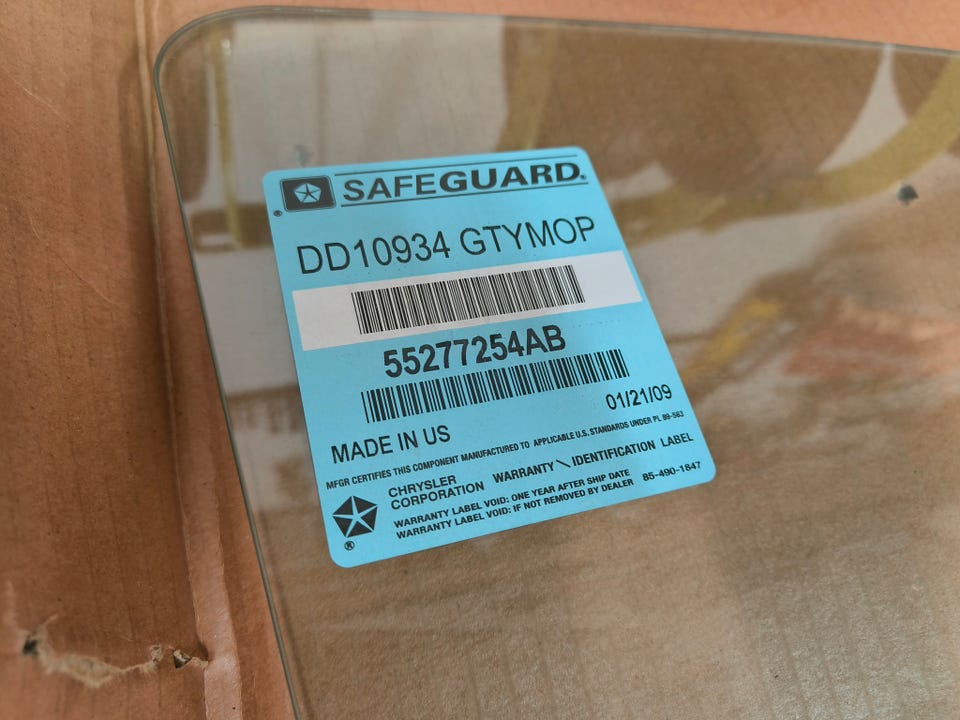 SAFEGUARD®
DD10934 GTYMOP
55277254AB
01/21/09
MADE IN US
MFGR CERTIFIES THIS COMPONENT MANUFACTURED TO APPLICABLE U.S. STANDARDS UNDER PL 89-563
CHRYSLER
CORPORATION WARRANTY \ IDENTIFICATION LABEL
WARRANTY LABEL VOID: ONE YEAR AFTER SHIP DATE 85-490-1847
WARRANTY LABEL VOID: IF NOT REMOVED BY DEALER
®